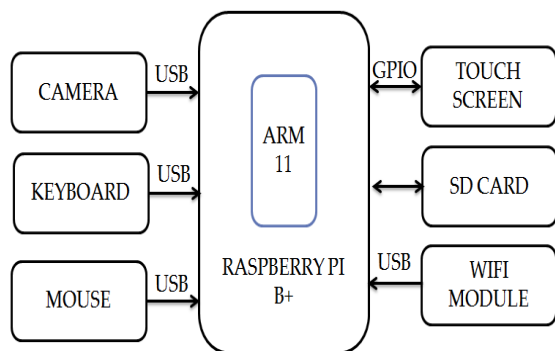 CAMERA
USB
KEYBOARD
USB
MOUSE
USB
ARM
11
RASPBERRY PI
B+
GPIO
TOUCH
SCREEN
SD CARD
USB
WIFI
MODULE